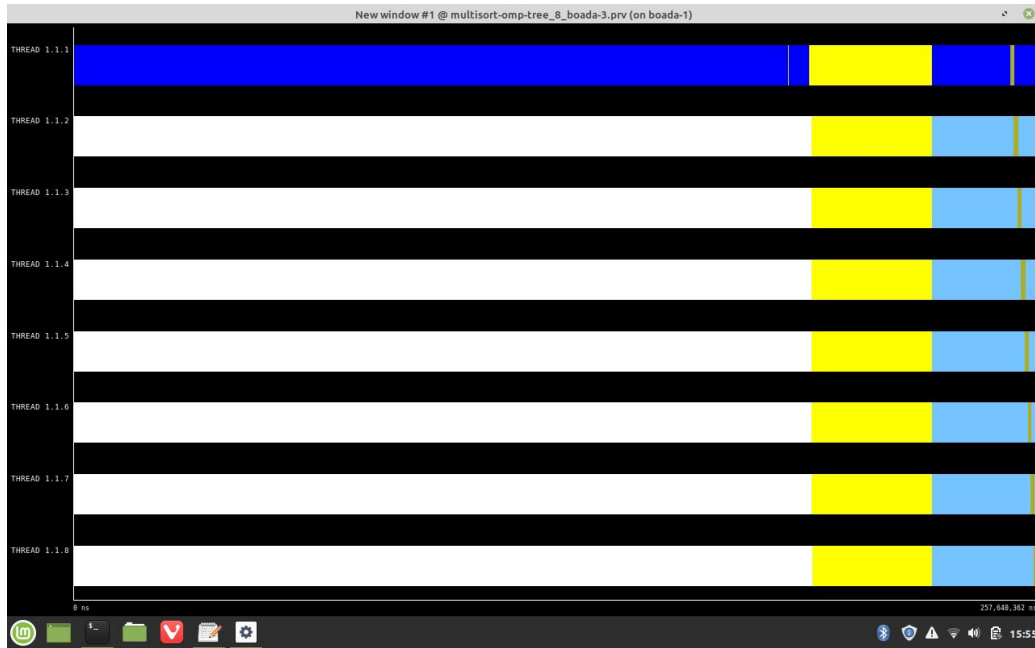 New window #1 @ multisort-omp-tree_8_boada-3.prv (on boada-1)
THREAD 1.1.1
THREAD 1.1.2
THREAD 1.1.3
THREAD 1.1.4
THREAD 1.1.5
THREAD 1.1.6
THREAD 1.1.7
THREAD 1.1.8
0 ns
257,640,362 ns
15:55